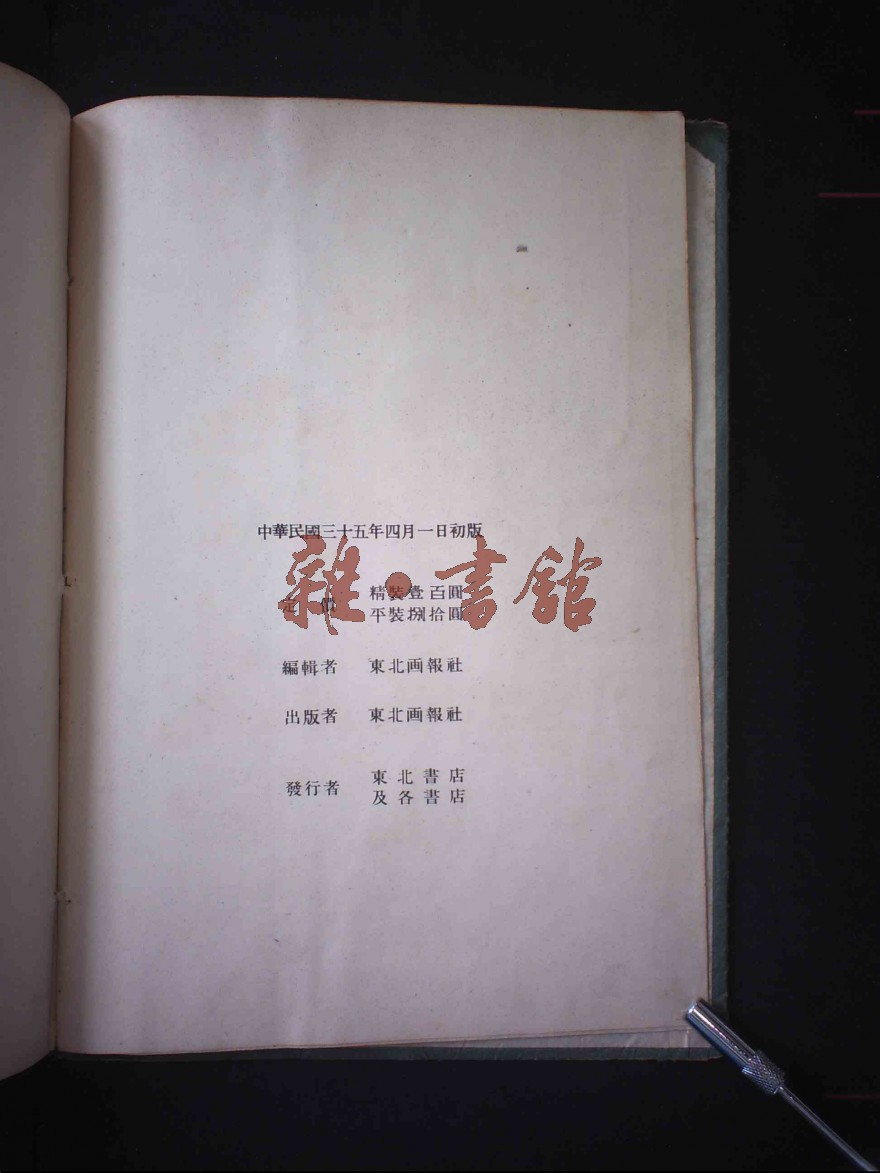 中華民國三十五年四月一日初版
定價 精裝壹百圓
平裝捌拾圓
雜·書館
編輯者 東北画報社
出版者 東北画報社
發行者 東北書店
及各書店